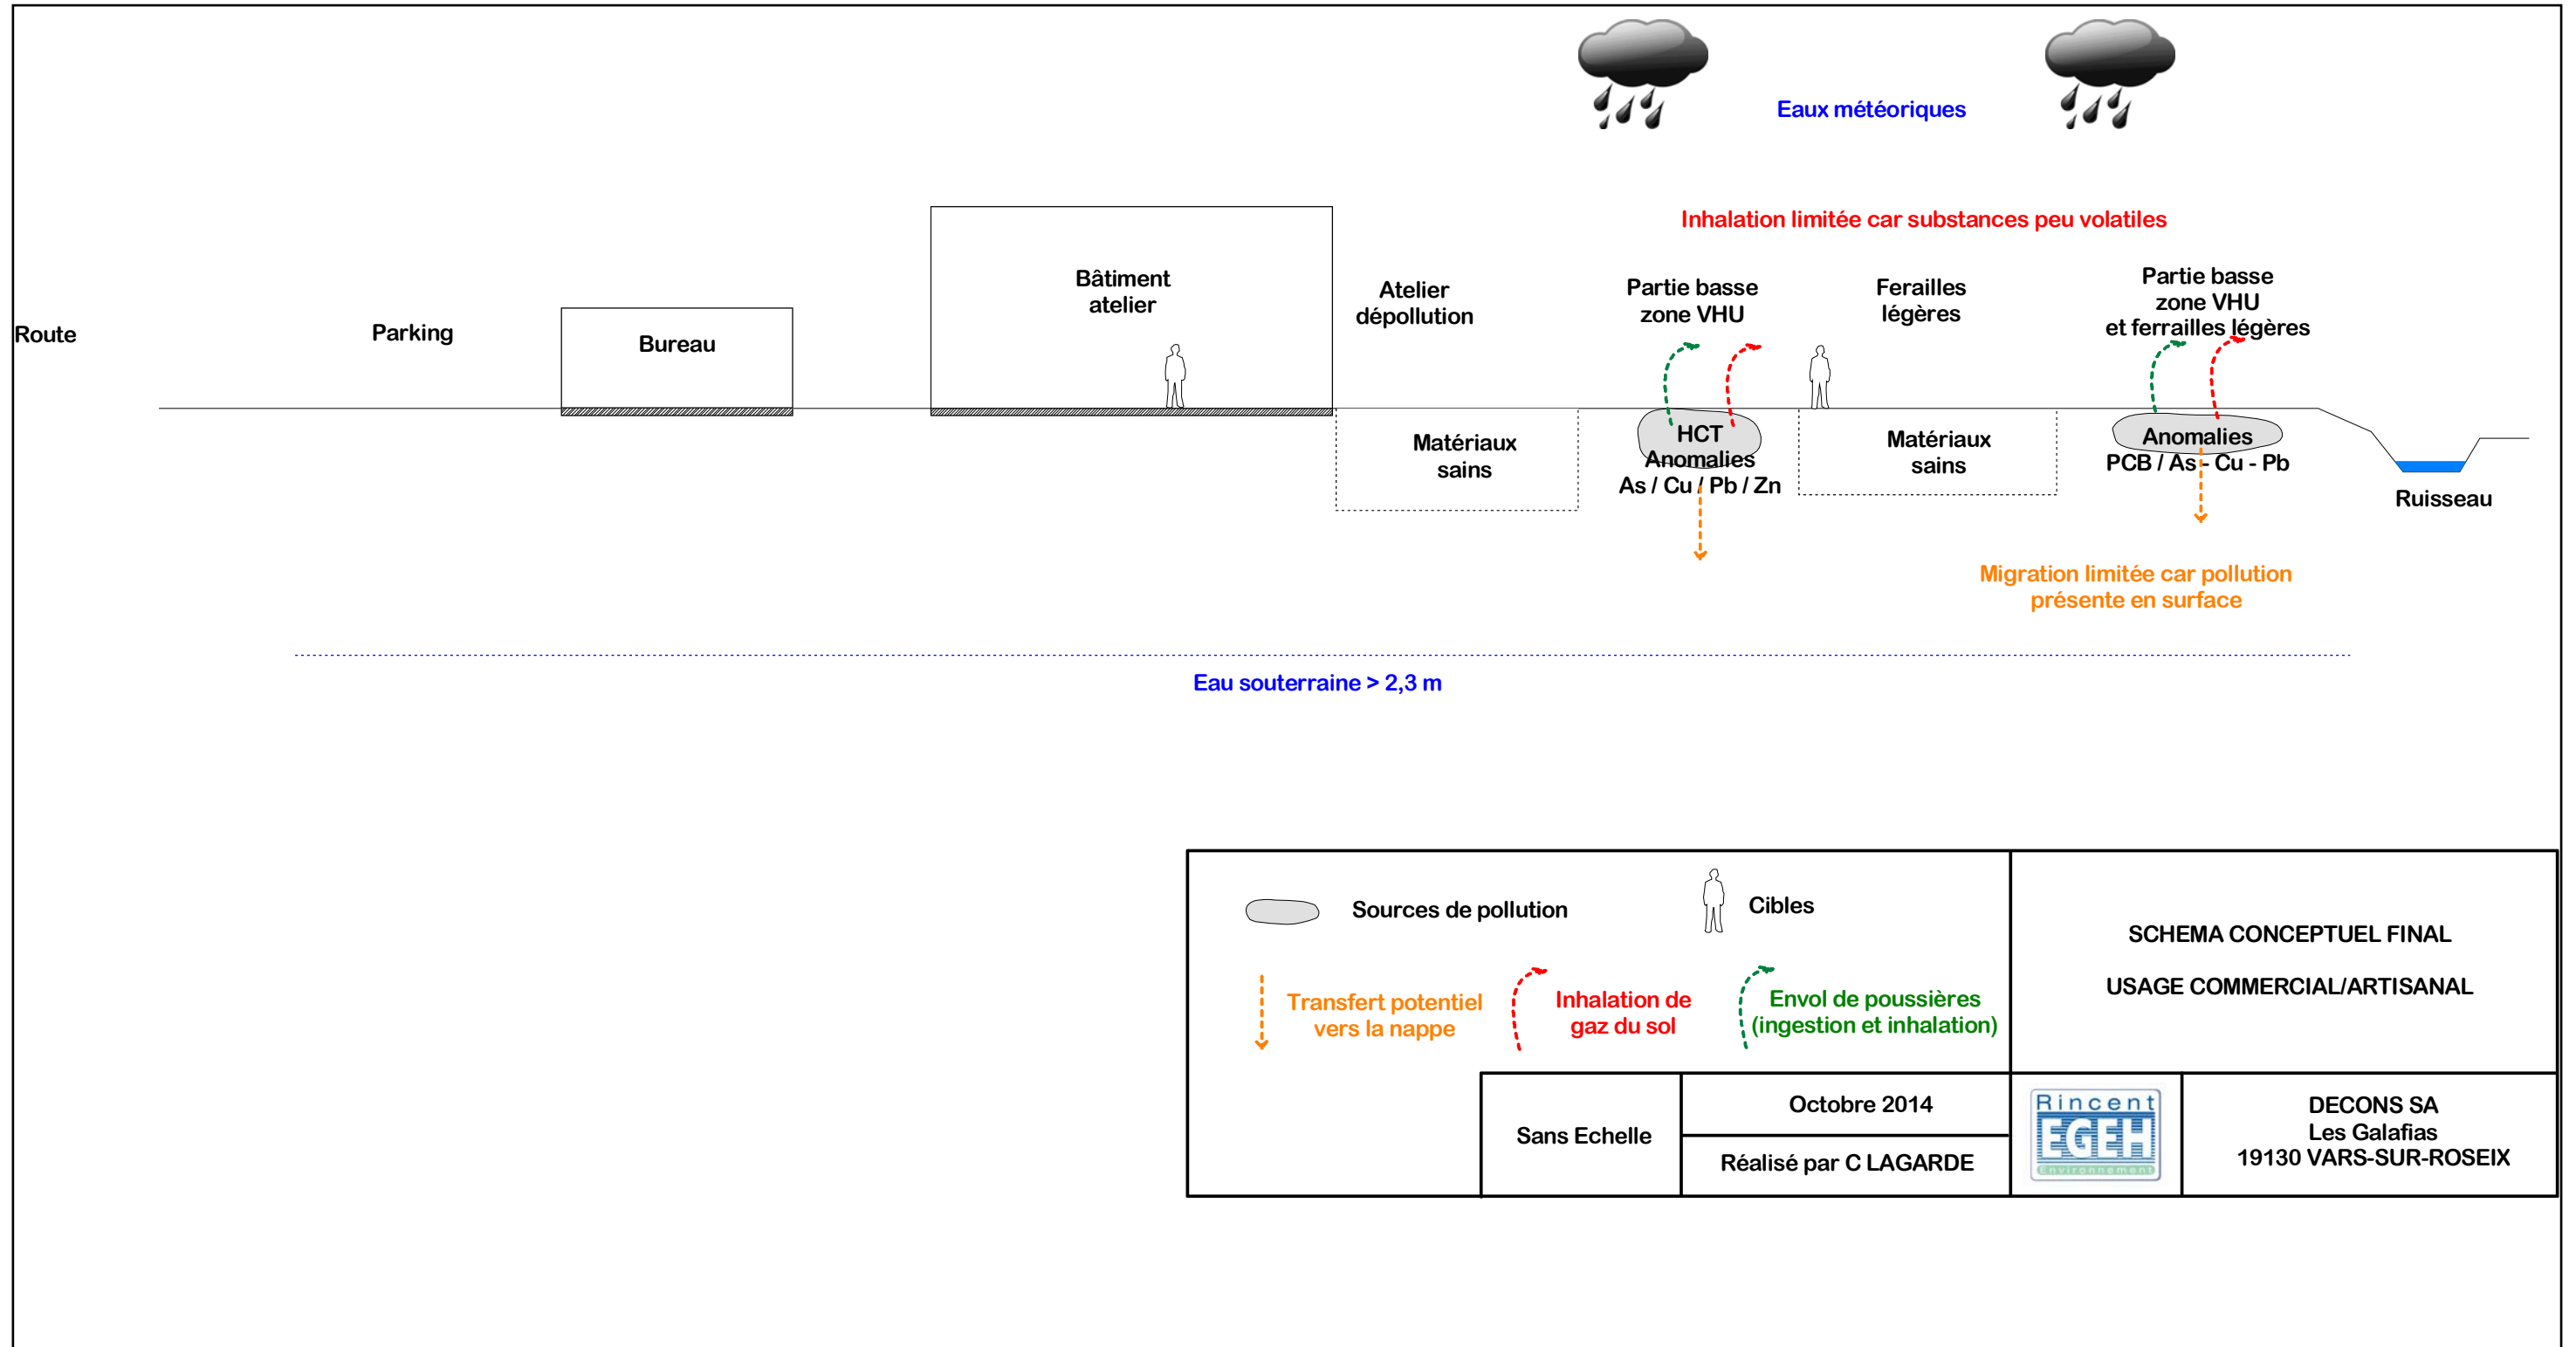 Eaux météoriques
Inhalation limitée car substances peu volatiles
Route
Parking
Bureau
Bâtiment
atelier
Atelier
dépollution
Partie basse
zone VHU
Ferailles
légères
Partie basse
zone VHU
et ferrailles légères
Matériaux
sains
HCT
Anomalies
As / Cu / Pb / Zn
Matériaux
sains
Anomalies
PCB / As - Cu - Pb
Ruisseau
Migration limitée car pollution
présente en surface
Eau souterraine > 2,3 m
Sources de pollution
Cibles
Transfert potentiel
vers la nappe
Inhalation de
gaz du sol
Envol de poussières
(ingestion et inhalation)
SCHEMA CONCEPTUEL FINAL
USAGE COMMERCIAL/ARTISANAL
Sans Echelle
Octobre 2014
Réalisé par C LAGARDE
Rincent
EGEH
Environnement
DECONS SA
Les Galafias
19130 VARS-SUR-ROSEIX